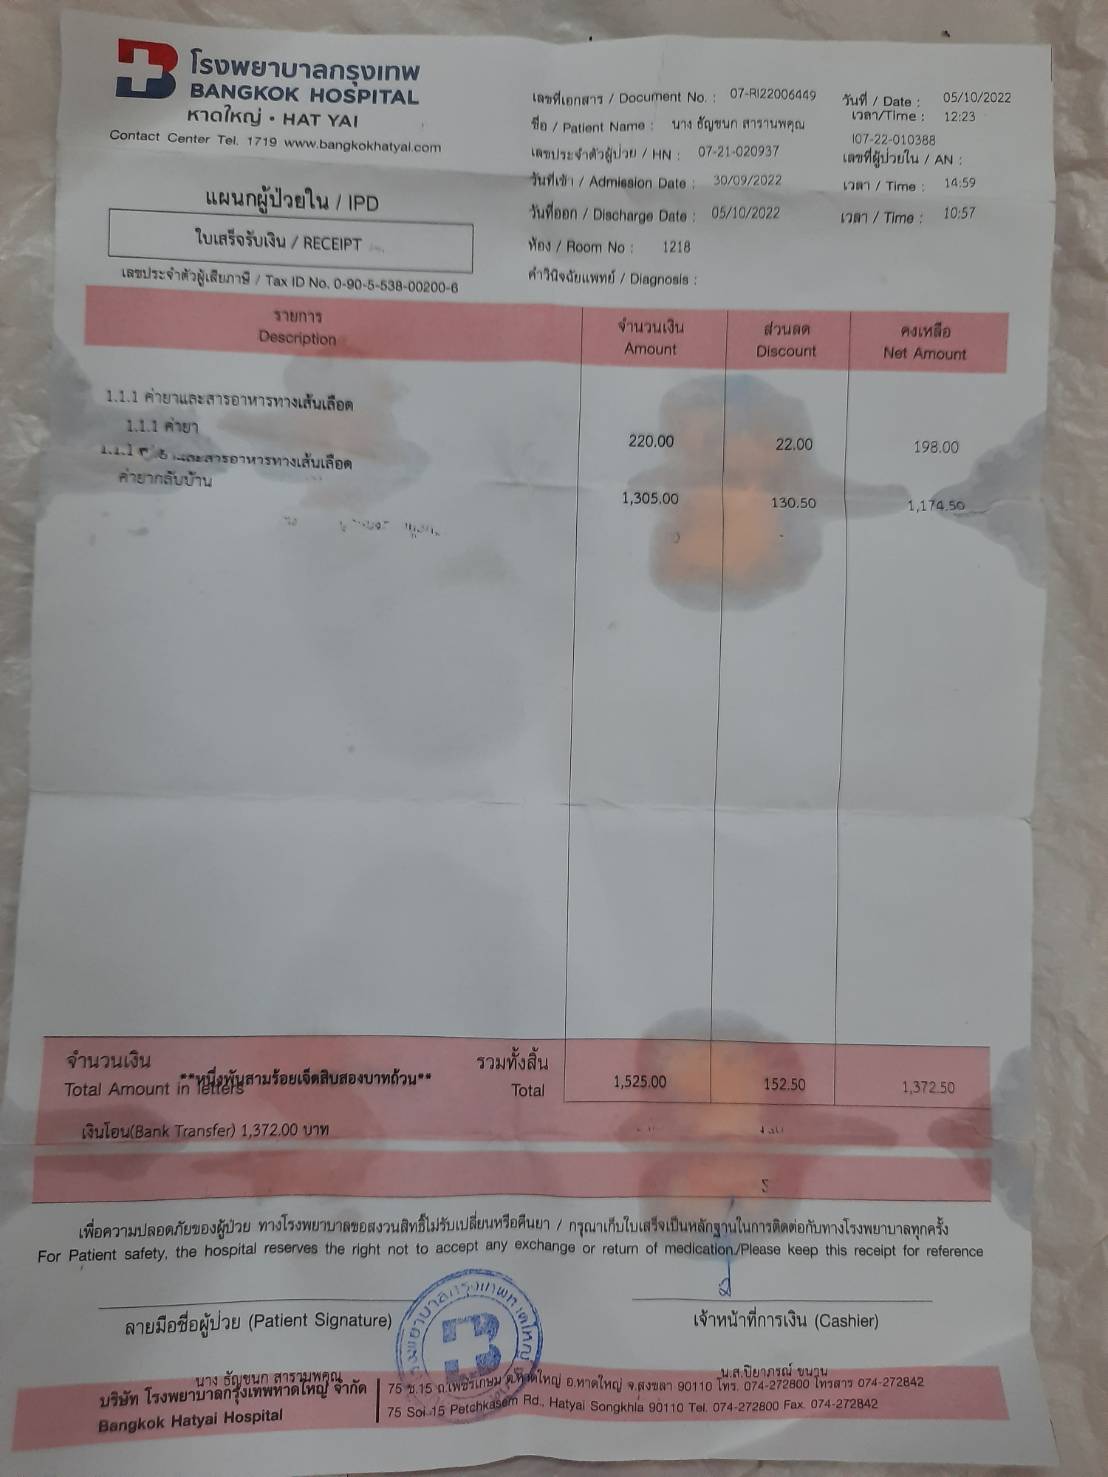 โรงพยาบาลกรุงเทพ
BANGKOK HOSPITAL
หาดใหญ่ • HAT YAI
Contact Center Tel. 1719 www.bangkokhatyai.com
แผนกผู้ป่วยใน / IPD
ใบเสร็จรับเงิน / RECEIPT
เลขประจำตัวผู้เสียภาษี / Tax ID No. 0-90-5-538-00200-6
เลขที่เอกสาร / Document No. : 07-RI22006449 วันที่ / Date : 05/10/2022
เวลา/Time : 12:23
ชื่อ / Patient Name : นาง ธัญชนก สารานพคุณ
I07-22-010388
เลขประจำตัวผู้ป่วย / HN : 07-21-020937 เลขที่ผู้ป่วยใน / AN :
วันที่เข้า / Admission Date : 30/09/2022 เวลา / Time : 14:59
วันที่ออก / Discharge Date : 05/10/2022 เวลา / Time : 10:57
ห้อง / Room No : 1218
คำวินิจฉัยแพทย์ / Diagnosis :
รายการ จำนวนเงิน ส่วนลด คงเหลือ
Description Amount Discount Net Amount
1.1.1 ค่ายาและสารอาหารทางเส้นเลือด
1.1.1 ค่ายา 220.00 22.00 198.00
1.1.1 และสารอาหารทางเส้นเลือด
ค่ายากลับบ้าน 1,305.00 130.50 1,174.50
จำนวนเงิน รวมทั้งสิ้น
**หนึ่งพันสามร้อยเจ็ดสิบสองบาทถ้วน**
Total Amount in letters Total 1,525.00 152.50 1,372.50
เงินโอน(Bank Transfer) 1,372.00 บาท
เพื่อความปลอดภัยของผู้ป่วย ทางโรงพยาบาลขอสงวนสิทธิ์ไม่รับเปลี่ยนหรือคืนยา / กรุณาเก็บใบเสร็จเป็นหลักฐานในการติดต่อกับทางโรงพยาบาลทุกครั้ง
For Patient safety, the hospital reserves the right not to accept any exchange or return of medication/Please keep this receipt for reference
ลายมือชื่อผู้ป่วย (Patient Signature) เจ้าหน้าที่การเงิน (Cashier)
นาง ธัญชนก สารานพคุณ น.ส.ปิยาภรณ์
บริษัท โรงพยาบาลกรุงเทพหาดใหญ่ จำกัด 75 ซ.15 ถ.เพชรเกษม ต.หาดใหญ่ อ.หาดใหญ่ จ.สงขลา 90110 โทร. 074-272800 โทรสาร 074-272842
Bangkok Hatyai Hospital 75 Soi.15 Petchkasem Rd., Hatyai Songkhla 90110 Tel. 074-272800 Fax. 074-272842